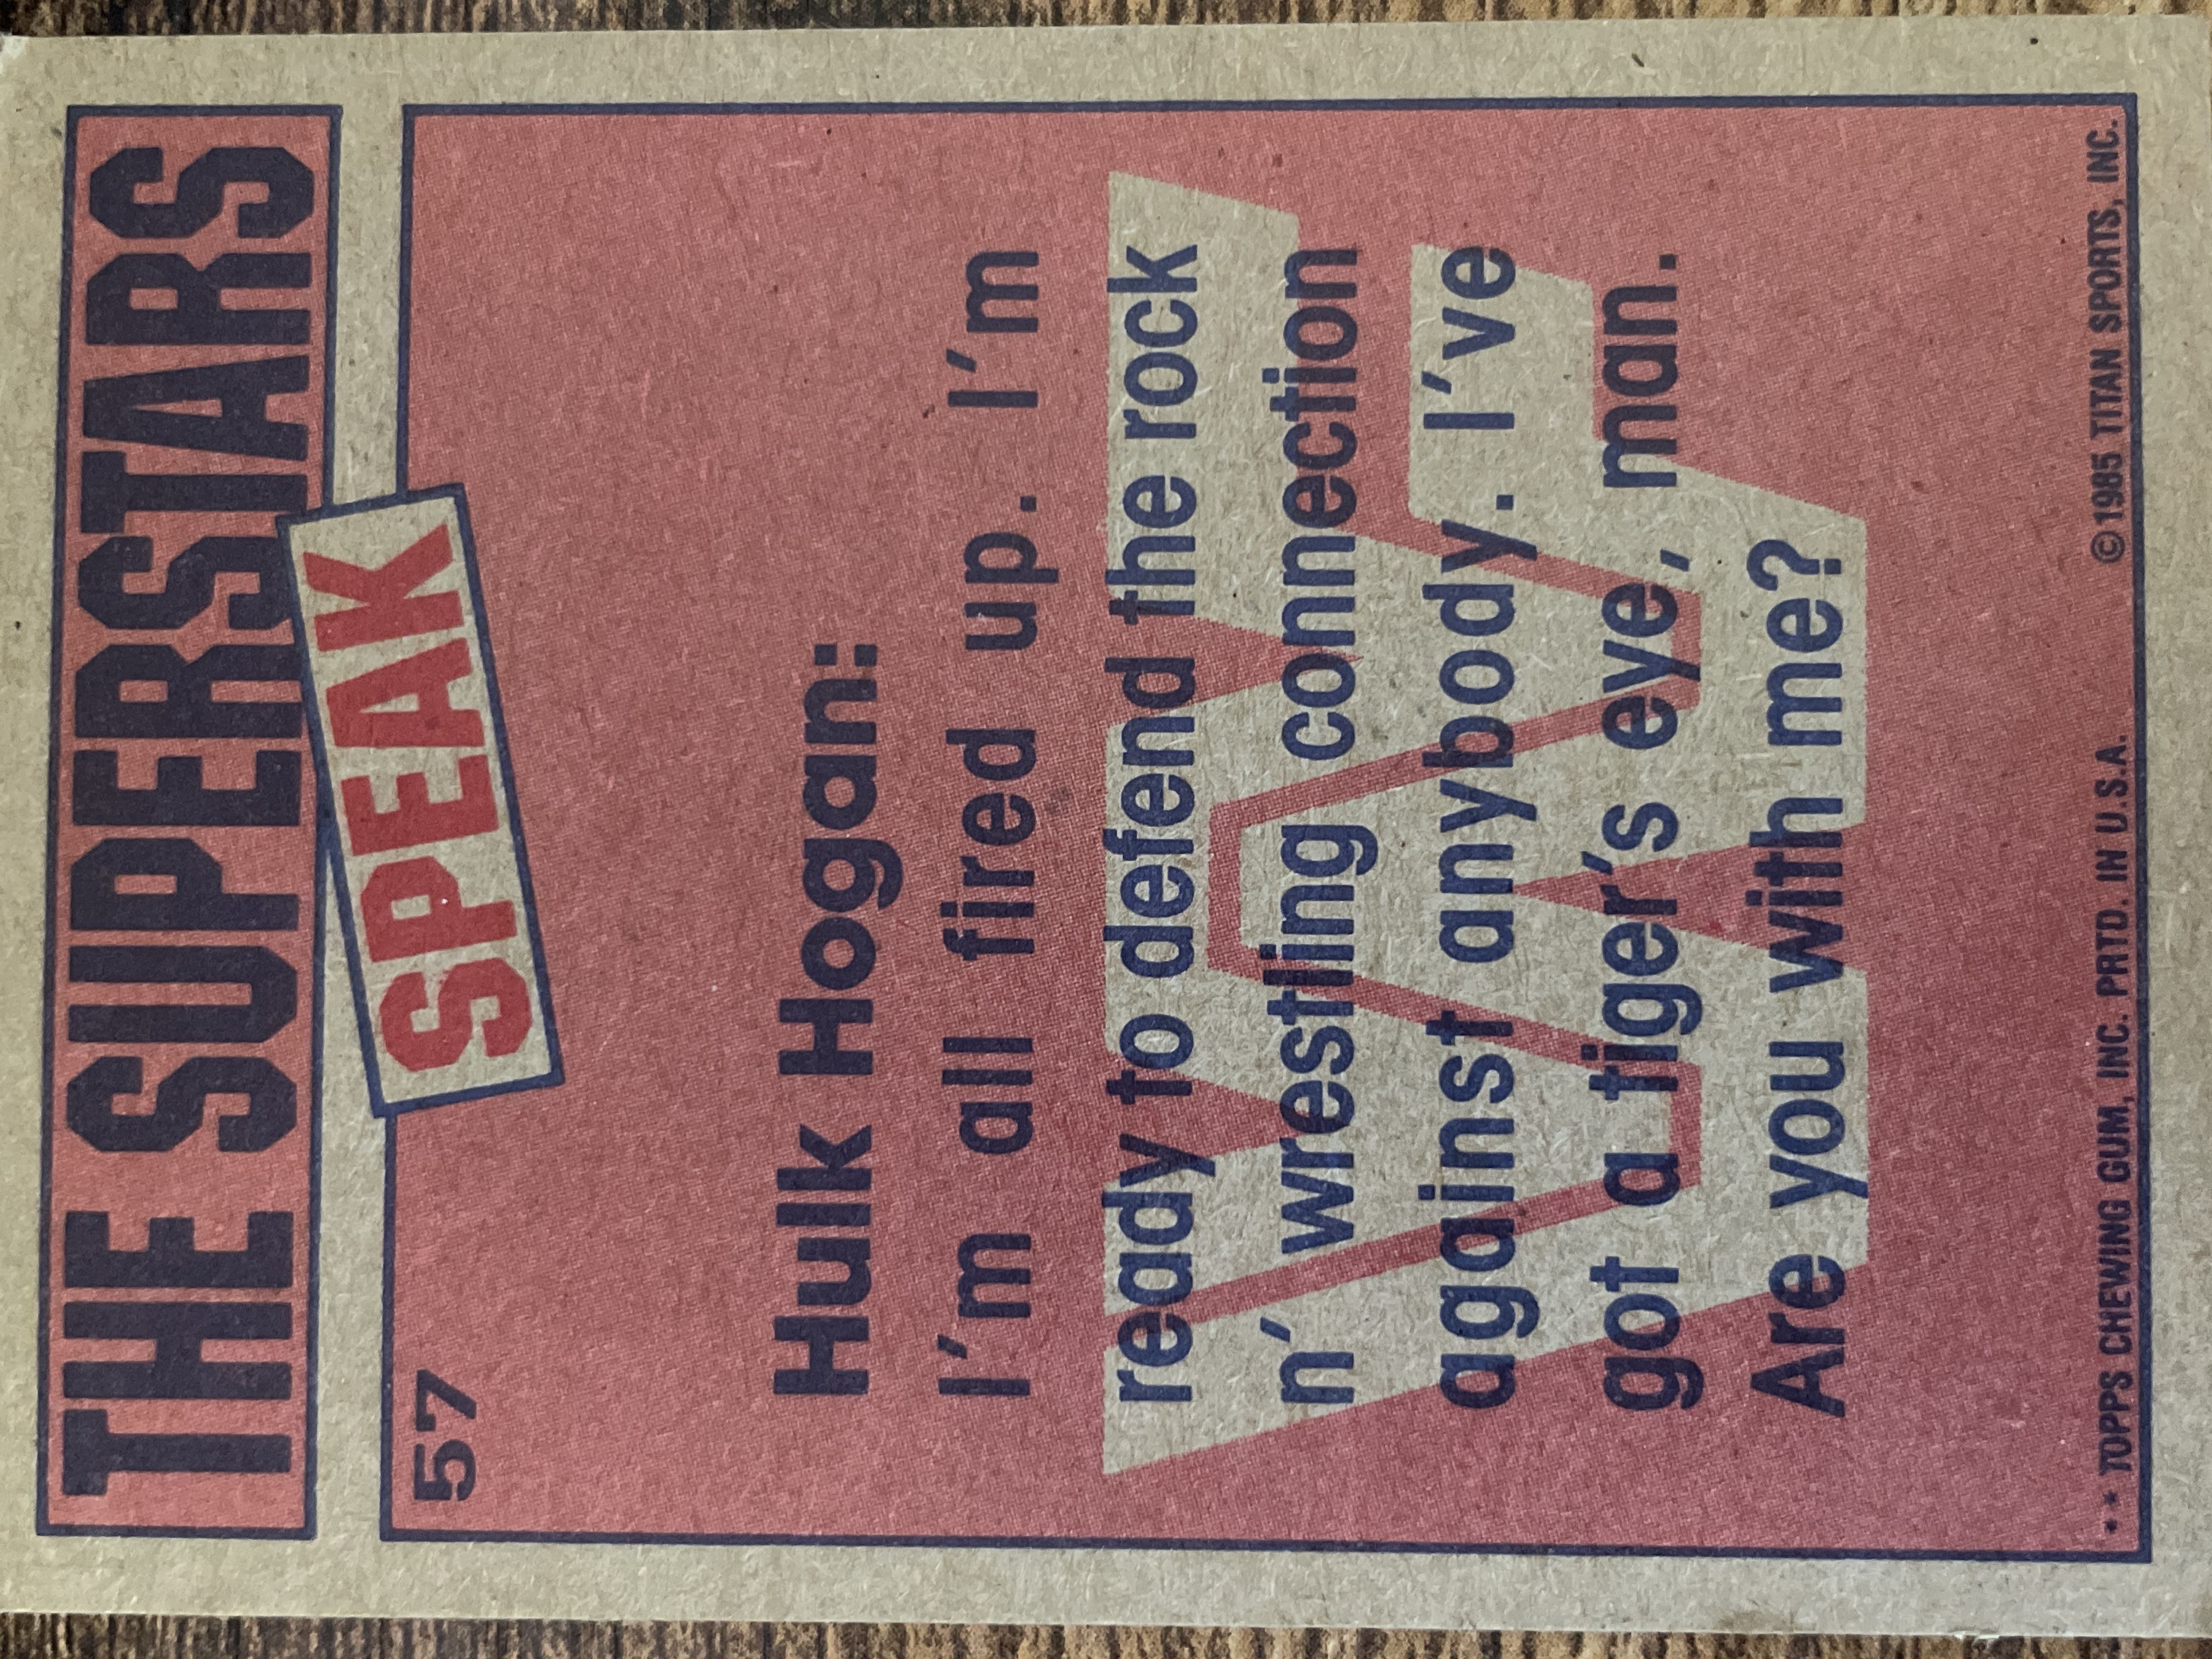 THE SUPERSTARS
SPEAK
57
Hulk Hogan:
I'm all fired up. I'm
ready to defend the rock
n' wrestling connection
against anybody. I've
got a tiger's eye, man.
Are you with me?
** TOPPS CHEWING GUM, INC. PRTD. IN U.S.A. ©1985 TITAN SPORTS, INC.